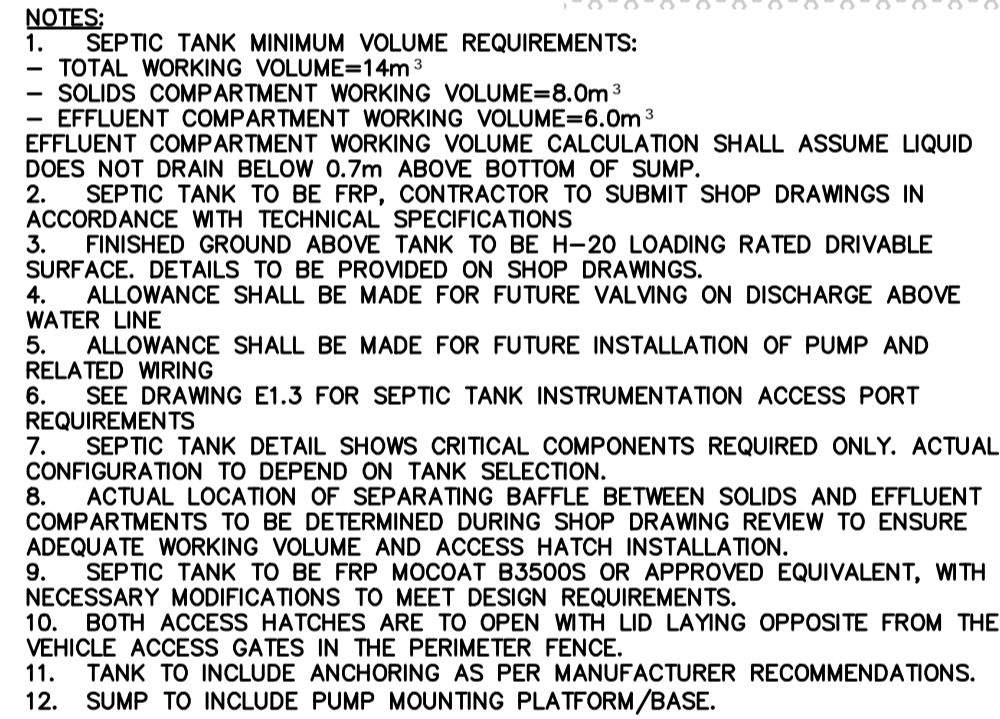 NOTES:
1. SEPTIC TANK MINIMUM VOLUME REQUIREMENTS:
– TOTAL WORKING VOLUME=14m³
– SOLIDS COMPARTMENT WORKING VOLUME=8.0m³
– EFFLUENT COMPARTMENT WORKING VOLUME=6.0m³
EFFLUENT COMPARTMENT WORKING VOLUME CALCULATION SHALL ASSUME LIQUID
DOES NOT DRAIN BELOW 0.7m ABOVE BOTTOM OF SUMP.
2. SEPTIC TANK TO BE FRP, CONTRACTOR TO SUBMIT SHOP DRAWINGS IN
ACCORDANCE WITH TECHNICAL SPECIFICATIONS
3. FINISHED GROUND ABOVE TANK TO BE H–20 LOADING RATED DRIVABLE
SURFACE. DETAILS TO BE PROVIDED ON SHOP DRAWINGS.
4. ALLOWANCE SHALL BE MADE FOR FUTURE VALVING ON DISCHARGE ABOVE
WATER LINE
5. ALLOWANCE SHALL BE MADE FOR FUTURE INSTALLATION OF PUMP AND
RELATED WIRING
6. SEE DRAWING E1.3 FOR SEPTIC TANK INSTRUMENTATION ACCESS PORT
REQUIREMENTS
7. SEPTIC TANK DETAIL SHOWS CRITICAL COMPONENTS REQUIRED ONLY. ACTUAL
CONFIGURATION TO DEPEND ON TANK SELECTION.
8. ACTUAL LOCATION OF SEPARATING BAFFLE BETWEEN SOLIDS AND EFFLUENT
COMPARTMENTS TO BE DETERMINED DURING SHOP DRAWING REVIEW TO ENSURE
ADEQUATE WORKING VOLUME AND ACCESS HATCH INSTALLATION.
9. SEPTIC TANK TO BE FRP MOCOAT B3500S OR APPROVED EQUIVALENT, WITH
NECESSARY MODIFICATIONS TO MEET DESIGN REQUIREMENTS.
10. BOTH ACCESS HATCHES ARE TO OPEN WITH LID LAYING OPPOSITE FROM THE
VEHICLE ACCESS GATES IN THE PERIMETER FENCE.
11. TANK TO INCLUDE ANCHORING AS PER MANUFACTURER RECOMMENDATIONS.
12. SUMP TO INCLUDE PUMP MOUNTING PLATFORM/BASE.